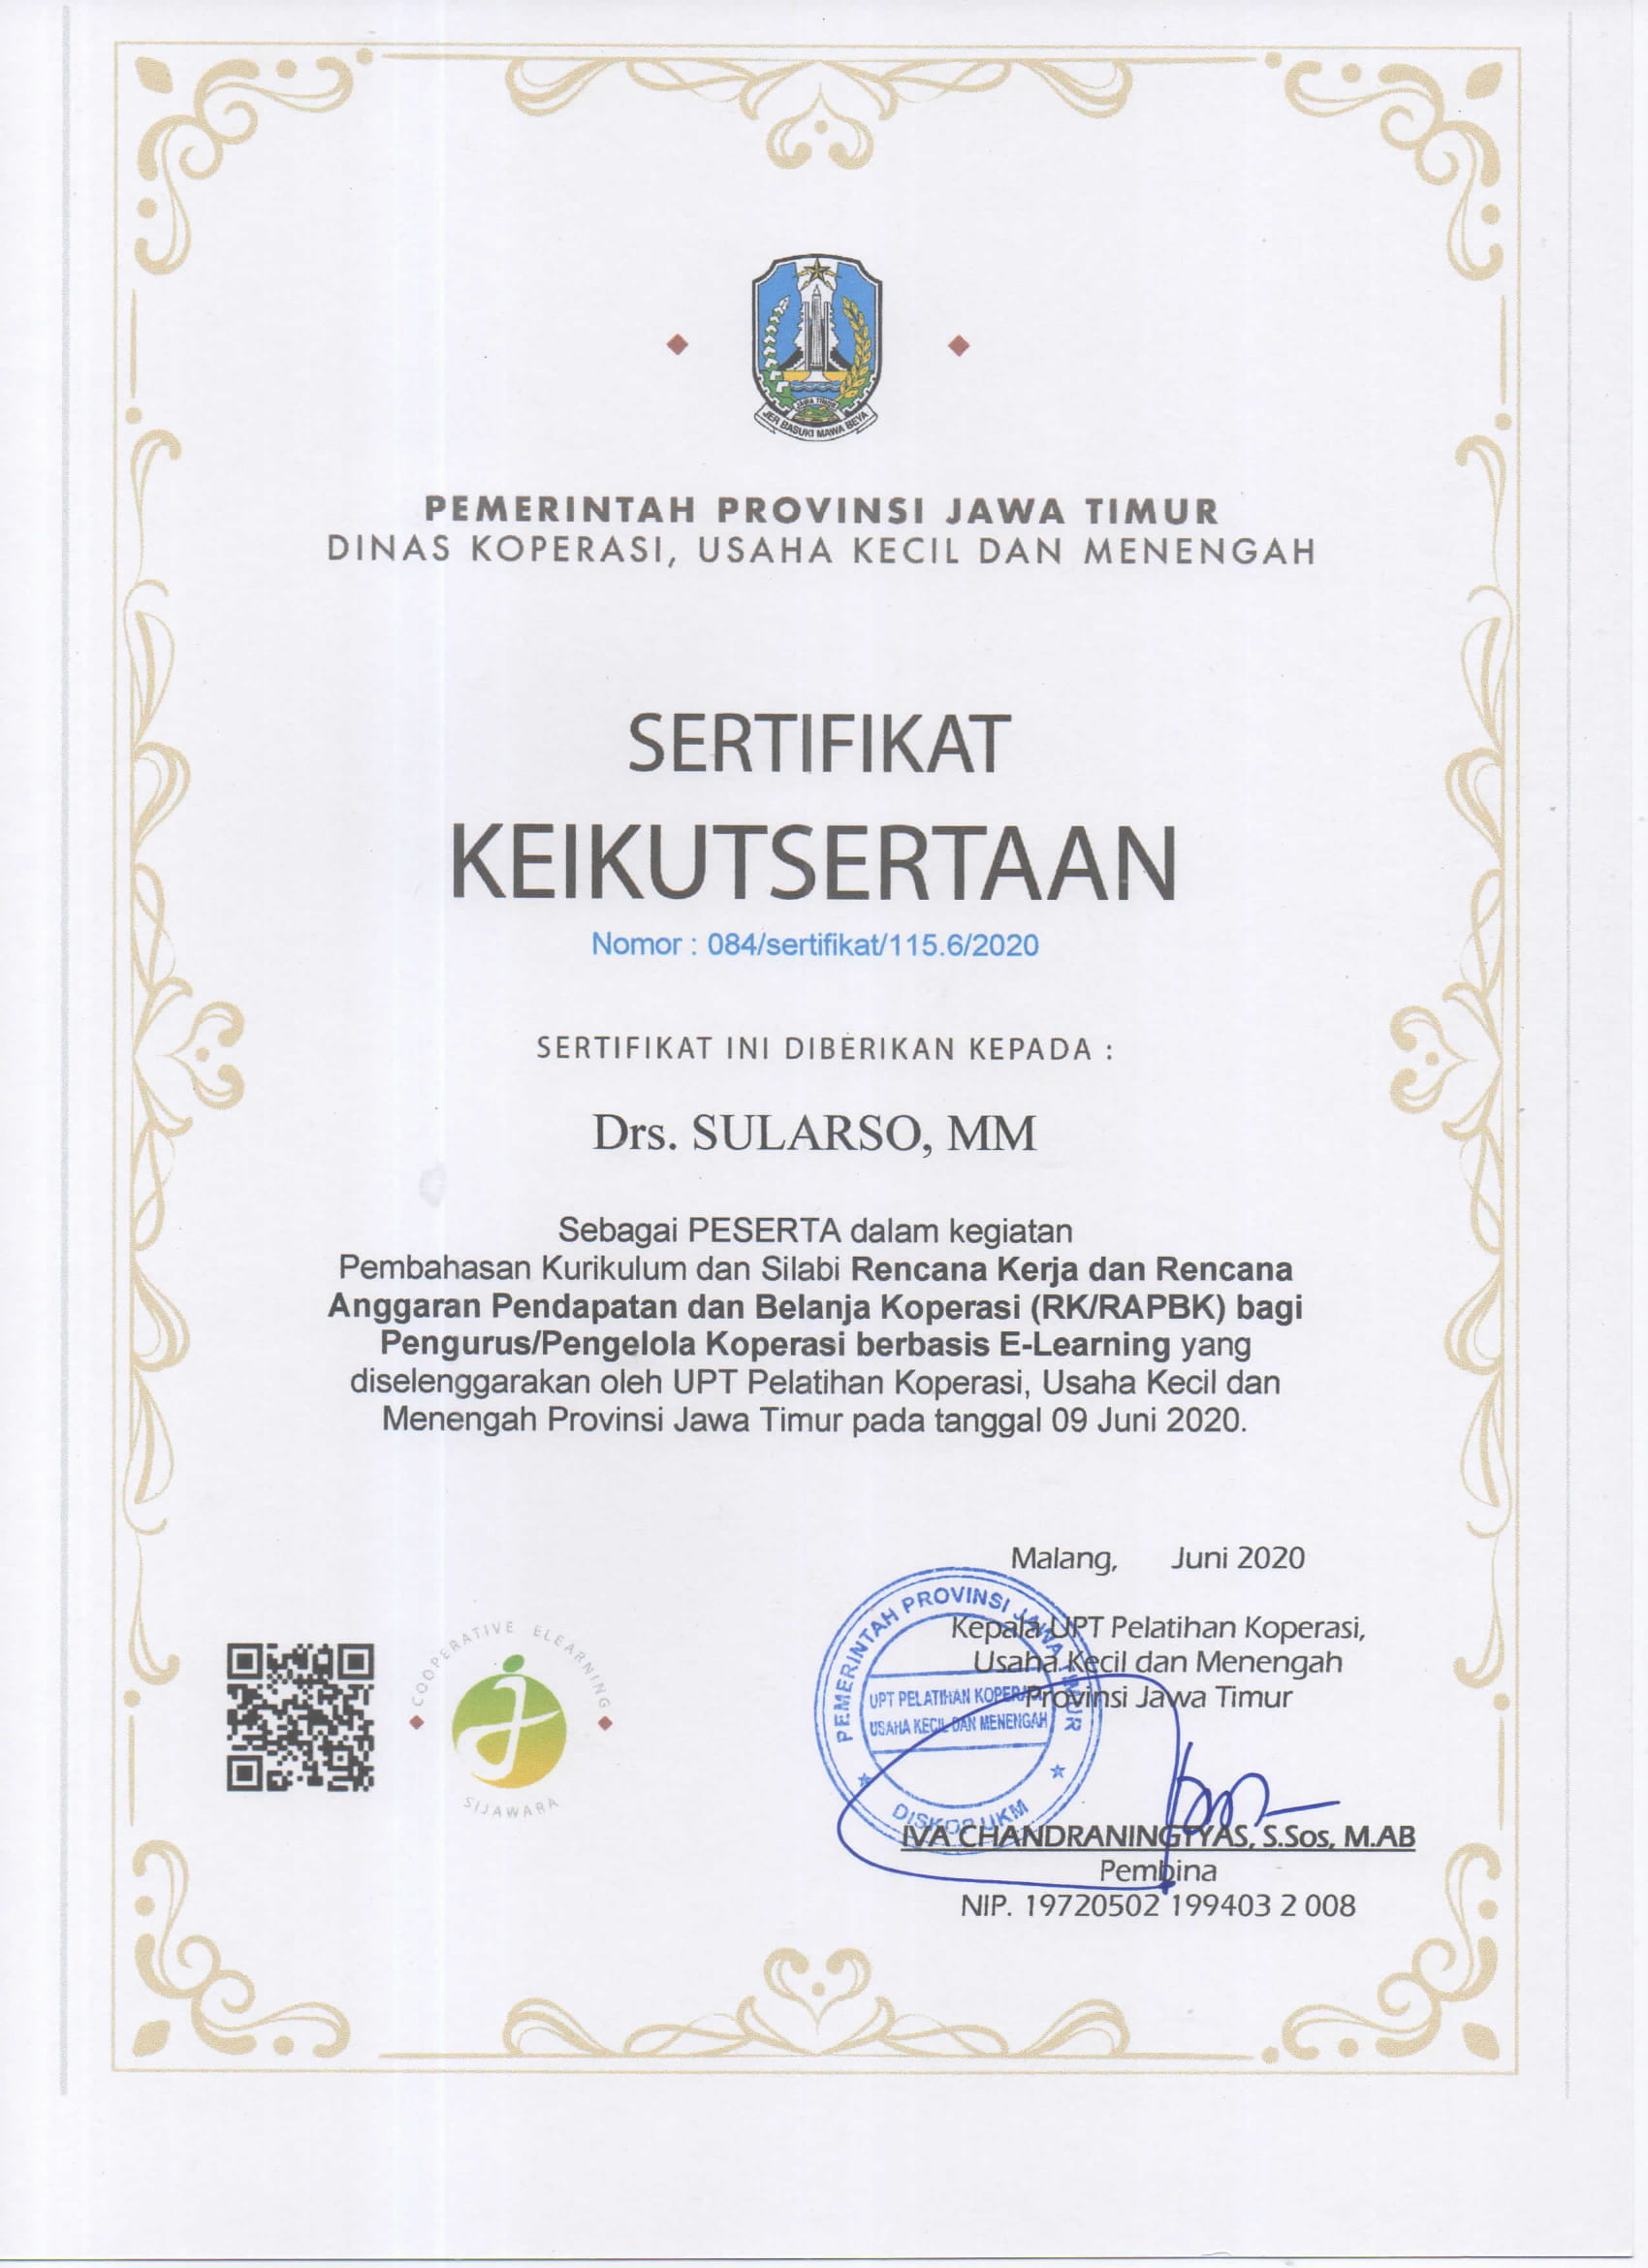 JAWA TIMUR
JER BASUKI MAWA BEYA
PEMERINTAH PROVINSI JAWA TIMUR
DINAS KOPERASI, USAHA KECIL DAN MENENGAH
SERTIFIKAT
KEIKUTSERTAAN
Nomor : 084/sertifikat/115.6/2020
SERTIFIKAT INI DIBERIKAN KEPADA :
Drs. SULARSO, MM
Sebagai PESERTA dalam kegiatan
Pembahasan Kurikulum dan Silabi Rencana Kerja dan Rencana
Anggaran Pendapatan dan Belanja Koperasi (RK/RAPBK) bagi
Pengurus/Pengelola Koperasi berbasis E-Learning yang
diselenggarakan oleh UPT Pelatihan Koperasi, Usaha Kecil dan
Menengah Provinsi Jawa Timur pada tanggal 09 Juni 2020.
Malang, Juni 2020
Kepala UPT Pelatihan Koperasi,
Usaha Kecil dan Menengah
Provinsi Jawa Timur
PEMERINTAH PROVINSI JAWA TIMUR
UPT PELATIHAN KOPERASI
USAHA KECIL DAN MENENGAH
DISKOP UKM
COOPERATIVE ELEARNING
SIJAWARA
IVA CHANDRANINGTYAS, S.Sos, M.AB
Pembina
NIP. 19720502 199403 2 008